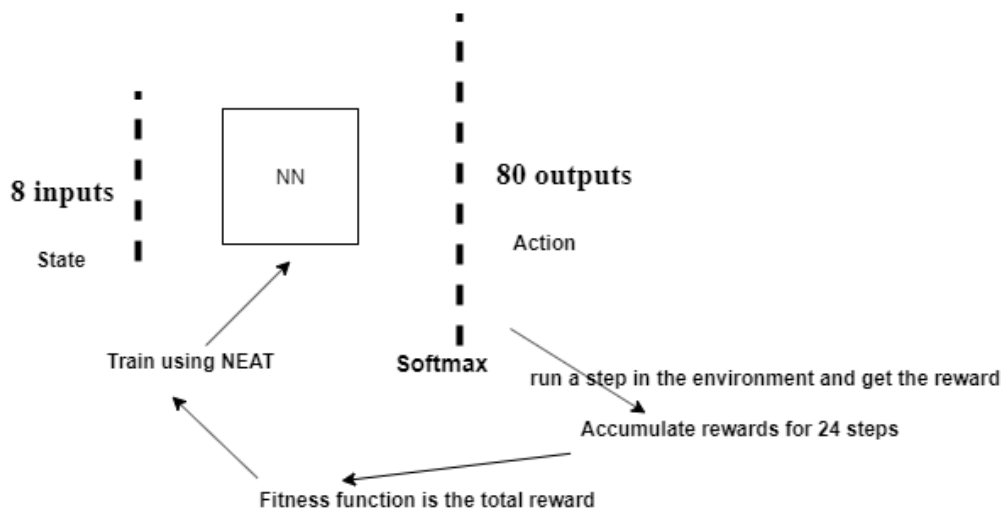 NN
8 inputs
80 outputs
State
Action
Train using NEAT
Softmax
run a step in the environment and get the reward
Accumulate rewards for 24 steps
Fitness function is the total reward